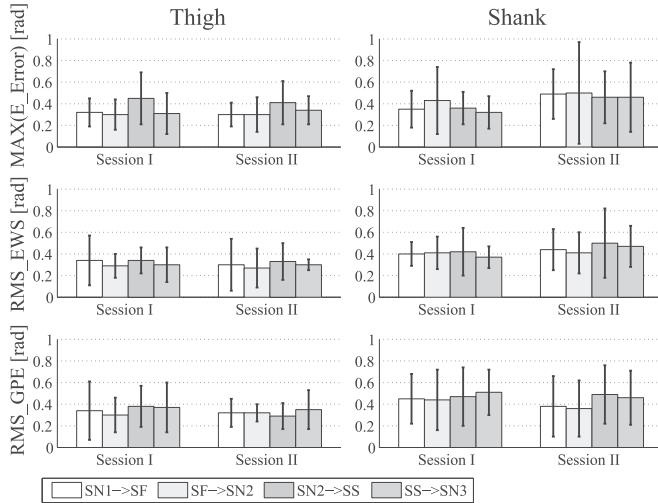 Thigh Shank
MAX(E_Error) [rad]
1 1
0.8 0.8
0.6 0.6
0.4 0.4
0.2 0.2
0 0
Session I Session II Session I Session II
RMS_EWS [rad]
1 1
0.8 0.8
0.6 0.6
0.4 0.4
0.2 0.2
0 0
Session I Session II Session I Session II
RMS_GPE [rad]
1 1
0.8 0.8
0.6 0.6
0.4 0.4
0.2 0.2
0 0
Session I Session II Session I Session II
SN1−>SF SF−>SN2 SN2−>SS SS−>SN3